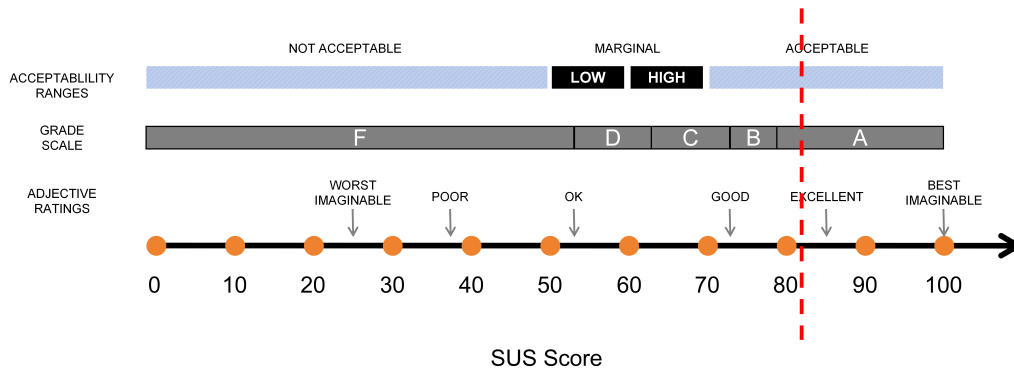 NOT ACCEPTABLE MARGINAL ACCEPTABLE
ACCEPTABLILITY
RANGES
LOW HIGH
GRADE
SCALE
F D C B A
ADJECTIVE
RATINGS
WORST
IMAGINABLE
POOR
OK
GOOD
EXCELLENT
BEST
IMAGINABLE
0 10 20 30 40 50 60 70 80 90 100
SUS Score